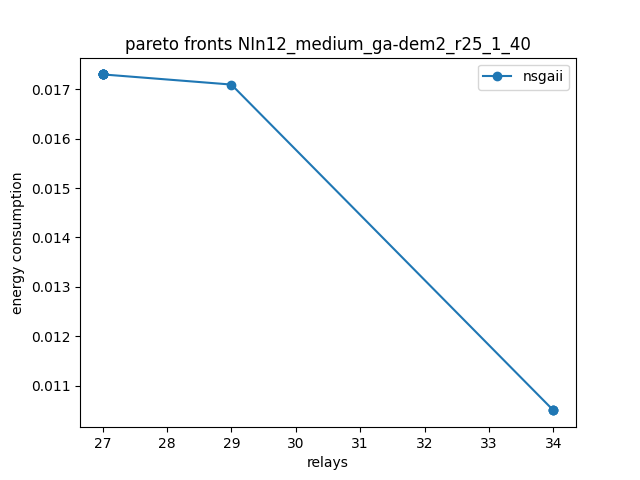 pareto fronts NIn12_medium_ga-dem2_r25_1_40
nsgaii
0.017
0.016
0.015
0.014
0.013
0.012
0.011
energy consumption
27 28 29 30 31 32 33 34
relays